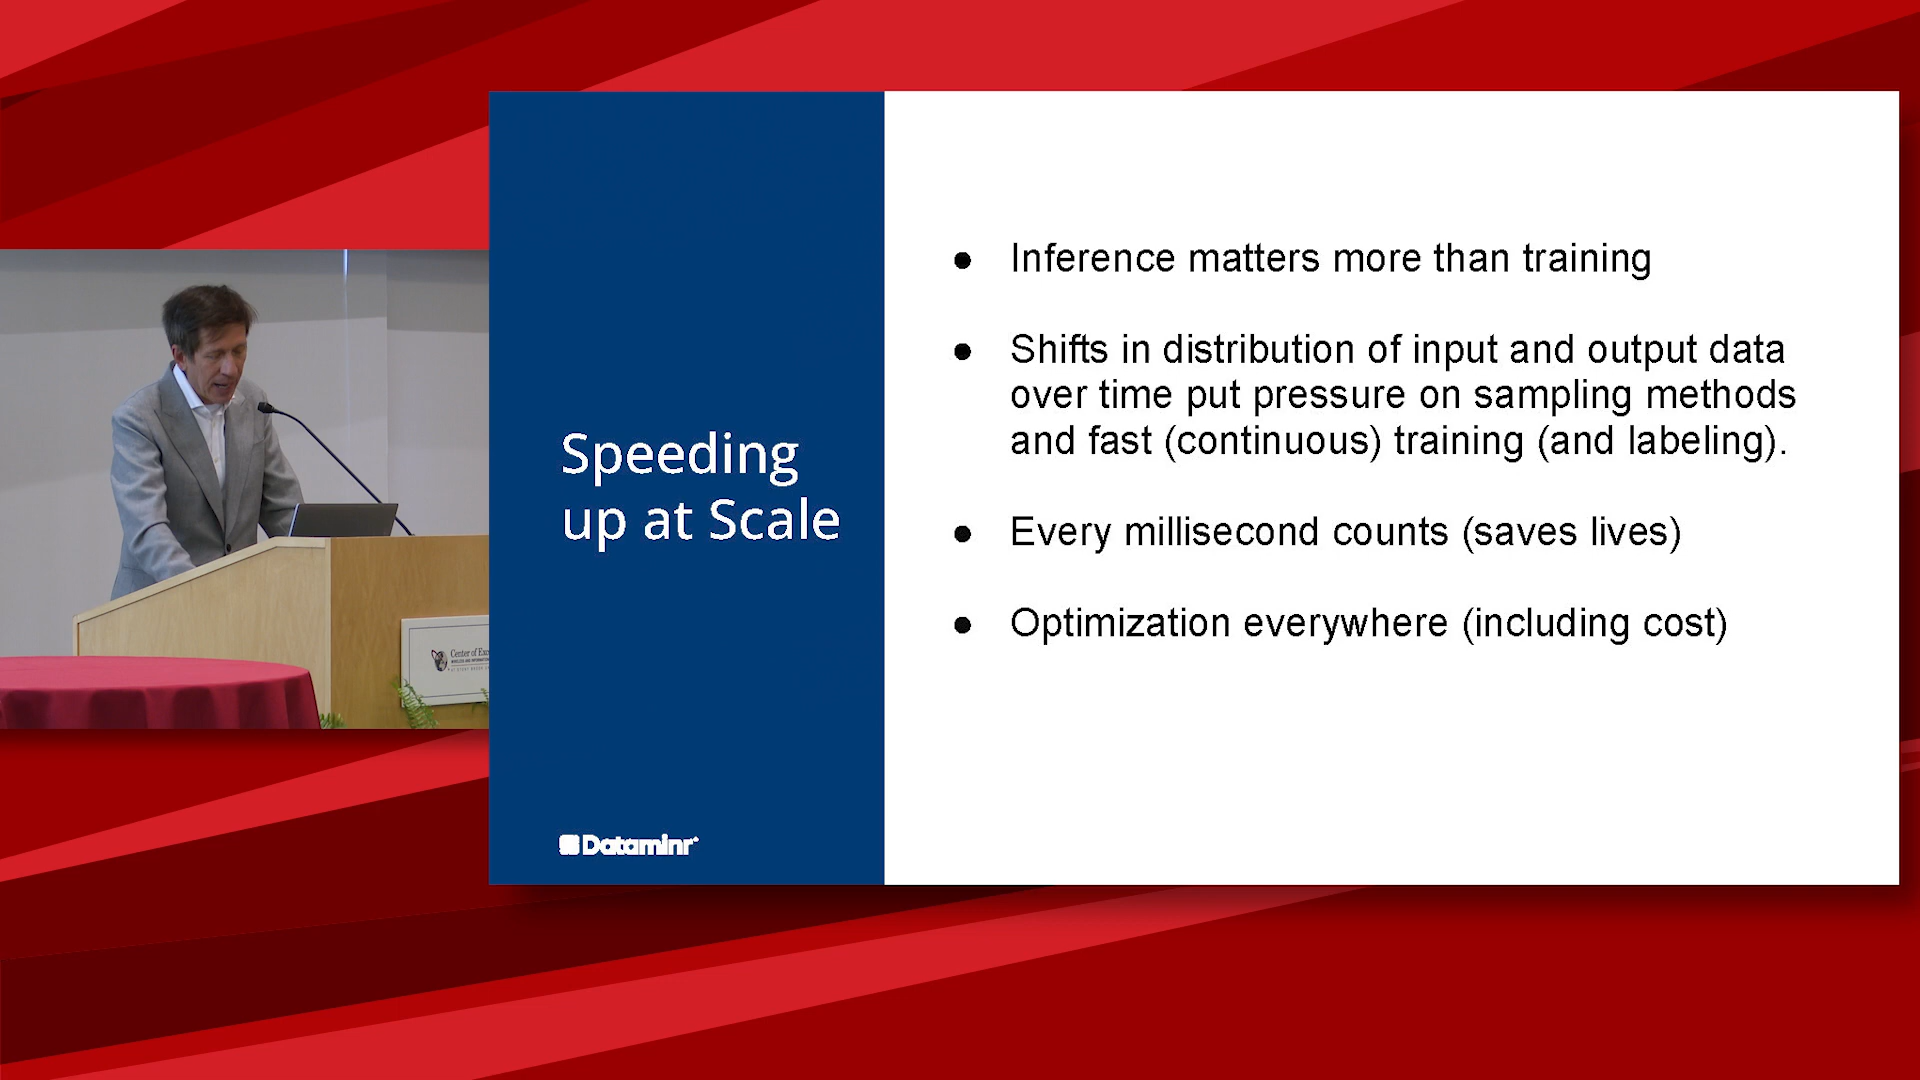 Speeding
up at Scale
Dataminr
● Inference matters more than training
● Shifts in distribution of input and output data
over time put pressure on sampling methods
and fast (continuous) training (and labeling).
● Every millisecond counts (saves lives)
● Optimization everywhere (including cost)
Center of